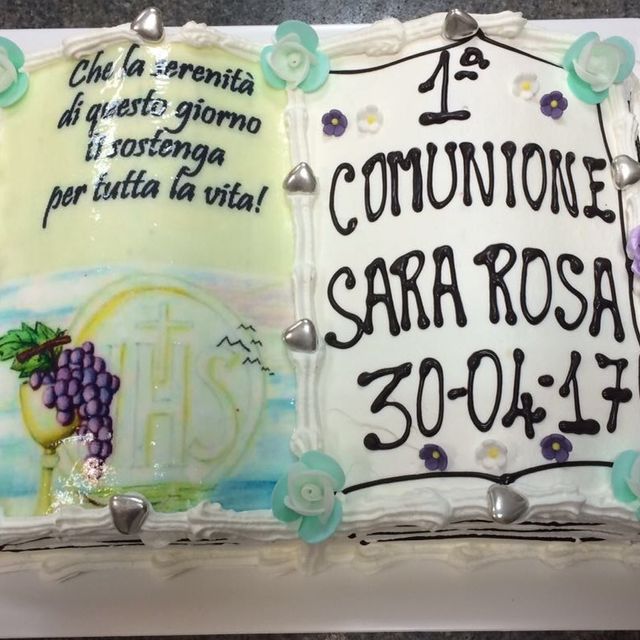 Che la serenità
di questo giorno
ti sostenga
per tutta la vita!
IHS
1ª
COMUNIONE
SARA ROSA
30-04-17